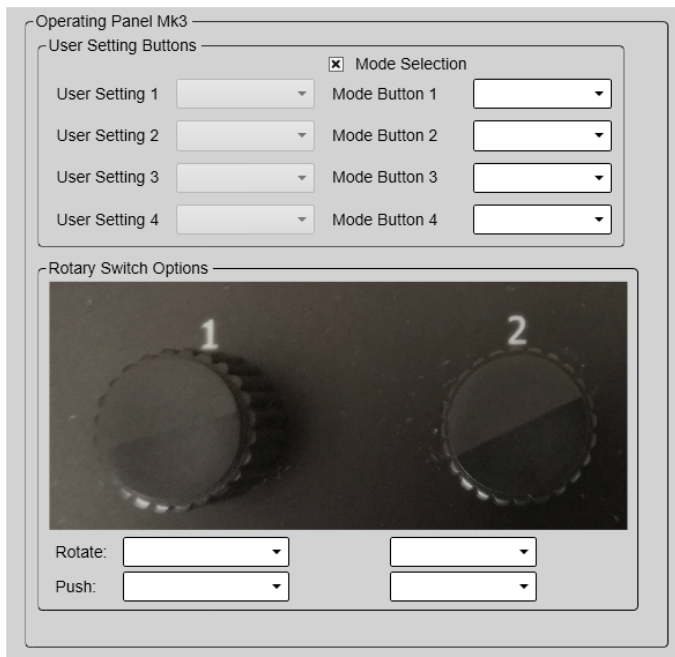 Operating Panel Mk3
User Setting Buttons
Mode Selection
User Setting 1 Mode Button 1
User Setting 2 Mode Button 2
User Setting 3 Mode Button 3
User Setting 4 Mode Button 4
Rotary Switch Options
1 2
Rotate:
Push: